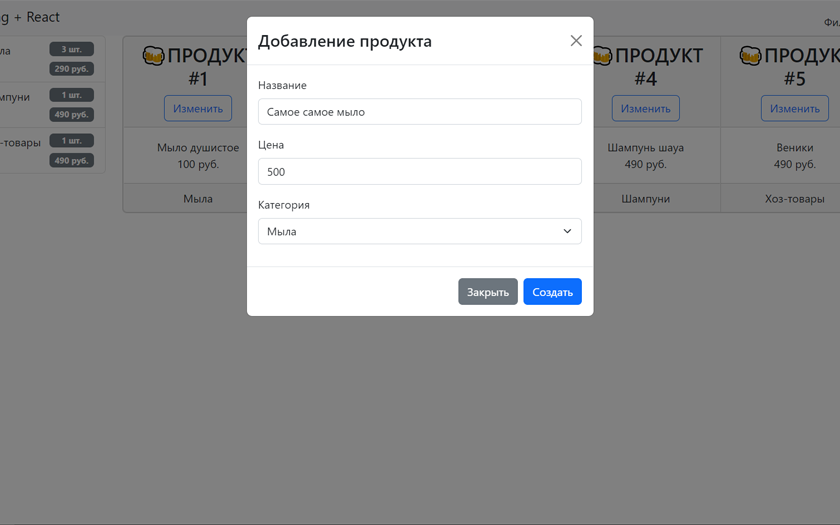 g + React
Фил
ла
3 шт.
290 руб.
мпуни
1 шт.
490 руб.
-товары
1 шт.
490 руб.
ПРОДУКТ
#1
Изменить
Мыло душистое
100 руб.
Мыла
Добавление продукта
Название
Самое самое мыло
Цена
500
Категория
Мыла
Закрыть
Создать
ПРОДУКТ
#4
Изменить
Шампунь шауа
490 руб.
Шампуни
ПРОДУК
#5
Изменить
Веники
490 руб.
Хоз-товары